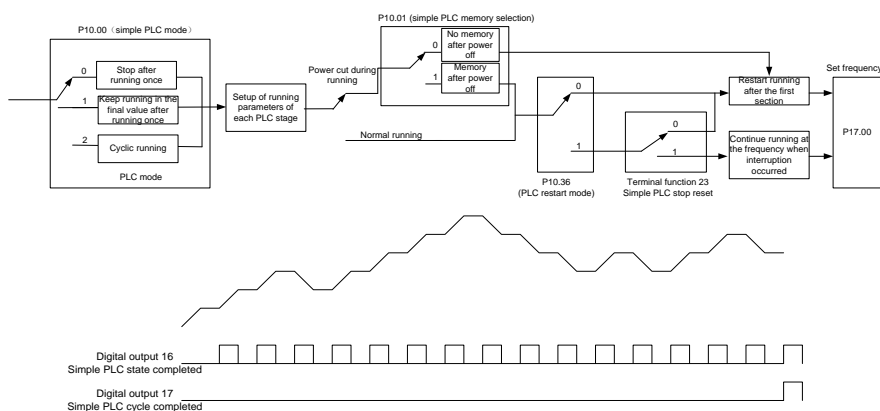 P10.00（simple PLC mode）
0
Stop after
running once
1
Keep running in the
final value after
running once
2
Cyclic running
PLC mode
Setup of running
parameters of
each PLC stage
Power cut during
running
Normal running
P10.01 (simple PLC memory selection)
0
No memory
after power
off
1
Memory
after power
off
0
1
P10.36
(PLC restart mode)
0
1
Terminal function 23
Simple PLC stop reset
Restart running
after the first
section
Continue running at
the frequency when
interruption
occurred
Set frequency
P17.00
Digital output 16
Simple PLC state completed
Digital output 17
Simple PLC cycle completed